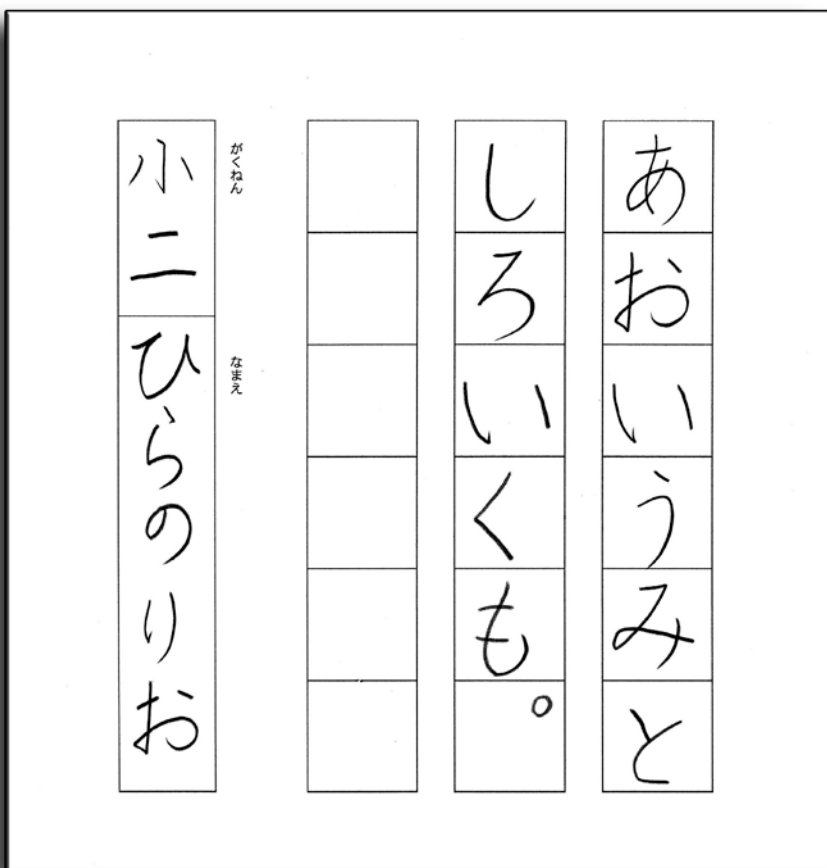 あおいうみと
しろいくも。
がくねん
小二
なまえ
ひらのりお